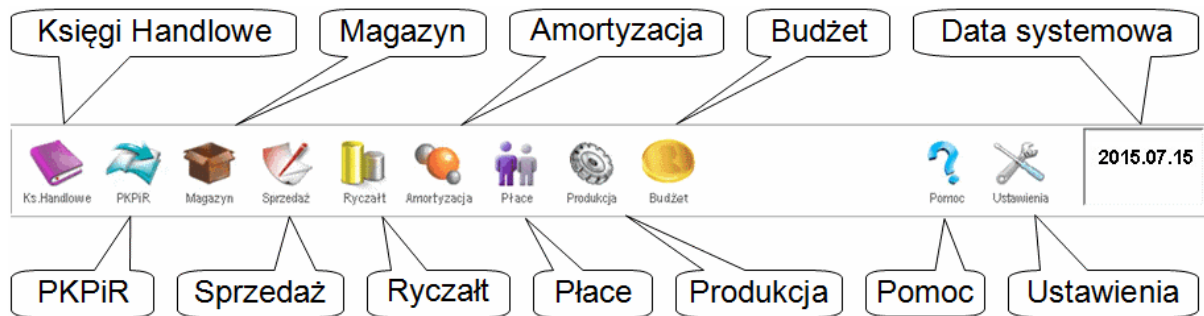 Księgi Handlowe Magazyn Amortyzacja Budżet Data systemowa
2015.07.15
Ks.Handlowe PKPiR Magazyn Sprzedaż Ryczałt Amortyzacja Płace Produkcja Budżet Pomoc Ustawienia
PKPiR Sprzedaż Ryczałt Płace Produkcja Pomoc Ustawienia